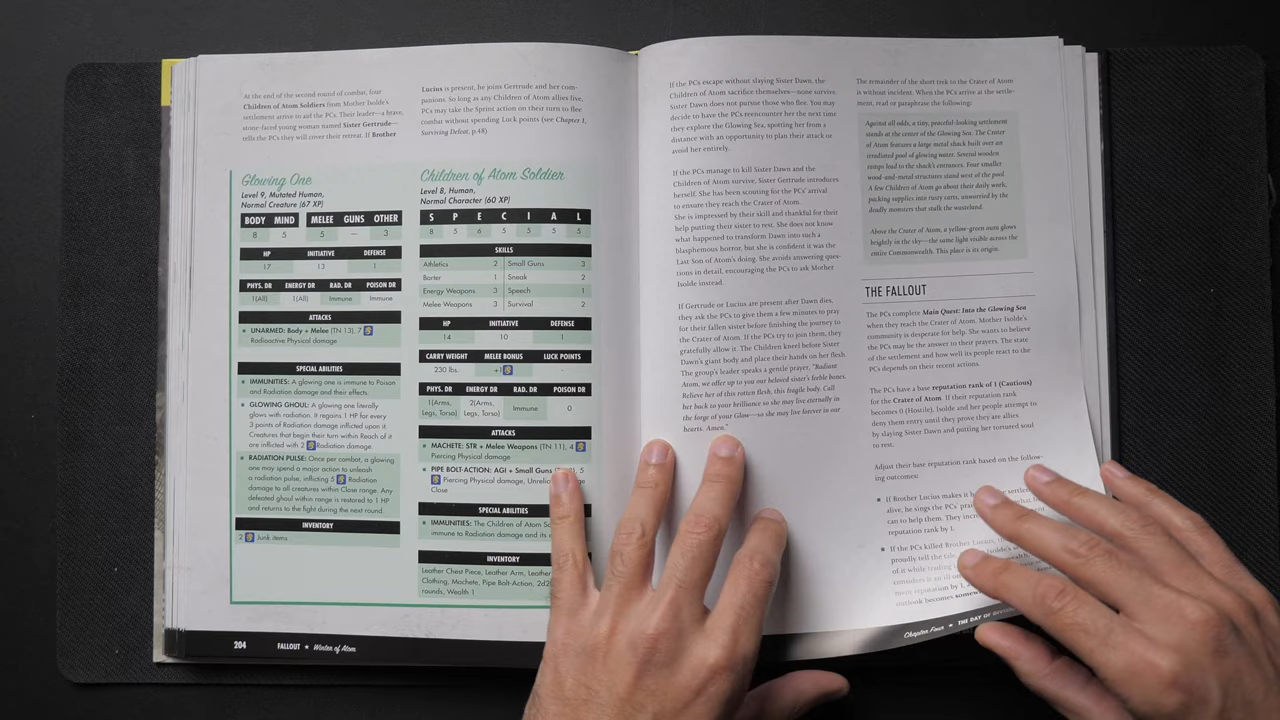 At the end of the second round of combat, four
Children of Atom Soldiers from Mother Isolde's
settlement arrive to aid the PCs. Their leader—a brave,
stone-faced young woman named Sister Gertrude—
tells the PCs they will cover their retreat. If Brother
Lucius is present, he joins Gertrude and her com-
panions. So long as any Children of Atom allies live,
PCs may take the Sprint action on their turn to flee
combat without spending Luck points (see Chapter 1,
Surviving Defeat, p.48)
Glowing One
Level 9, Mutated Human,
Normal Creature (67 XP)
BODY MIND MELEE GUNS OTHER
8 5 5 — 3
HP INITIATIVE DEFENSE
17 13 1
PHYS. DR ENERGY DR RAD. DR POISON DR
1(All) 1(All) Immune Immune
ATTACKS
UNARMED: Body + Melee (TN 13), 7
Radioactive Physical damage
SPECIAL ABILITIES
IMMUNITIES: A glowing one is immune to Poison
and Radiation damage and their effects.
GLOWING GHOUL: A glowing one literally
glows with radiation. It regains 1 HP for every
3 points of Radiation damage inflicted upon it
Creatures that begin their turn within Reach of it
are inflicted with 2 Radiation damage.
RADIATION PULSE: Once per combat, a glowing
one may spend a major action to unleash
a radiation pulse, inflicting 5 Radiation
damage to all creatures within Close range. Any
defeated ghoul within range is restored to 1 HP
and returns to the fight during the next round.
INVENTORY
2 Junk items
Children of Atom Soldier
Level 8, Human,
Normal Character (60 XP)
S P E C I A L
8 5 6 5 5 5 5
SKILLS
Athletics 2 Small Guns 3
Barter 1 Sneak 2
Energy Weapons 3 Speech 1
Melee Weapons 3 Survival 2
HP INITIATIVE DEFENSE
14 10 1
CARRY WEIGHT MELEE BONUS LUCK POINTS
230 lbs. +1 -
PHYS. DR ENERGY DR RAD. DR POISON DR
1(Arms, 2(Arms, Immune 0
Legs, Torso) Legs, Torso)
ATTACKS
MACHETE: STR + Melee Weapons (TN 11), 4
Piercing Physical damage
PIPE BOLT-ACTION: AGI + Small Guns 5
Piercing Physical damage, Unreliable
Close
SPECIAL ABILITIES
IMMUNITIES: The Children of Atom
immune to Radiation damage and its
INVENTORY
Leather Chest Piece, Leather Arm, Leather
Clothing, Machete, Pipe Bolt-Action,
rounds, Wealth 1
204 FALLOUT Winter of Atom
If the PCs escape without slaying Sister Dawn, the
Children of Atom sacrifice themselves—none survive.
Sister Dawn does not pursue those who flee. You may
decide to have the PCs reencounter her the next time
they explore the Glowing Sea, spotting her from a
distance with an opportunity to plan their attack or
avoid her entirely.
If the PCs manage to kill Sister Dawn and the
Children of Atom survive, Sister Gertrude introduces
herself. She has been scouting for the PCs' arrival
to ensure they reach the Crater of Atom.
She is impressed by their skill and thankful for their
help putting their sister to rest. She does not know
what happened to transform Dawn into such a
blasphemous horror, but she is confident it was the
Last Son of Atom's doing. She avoids answering ques-
tions in detail, encouraging the PCs to ask Mother
Isolde instead.
If Gertrude or Lucius are present after Dawn dies,
they ask the PCs to give them a few minutes to pray
for their fallen sister before finishing the journey to
the Crater of Atom. If the PCs try to join them, they
gratefully allow it. The Children kneel before Sister
Dawn's giant body and place their hands on her flesh.
The group's leader speaks a gentle prayer, "Radiant
Atom, we offer up to you our beloved sister's feeble bones.
Relieve her of this rotten flesh, this fragile body. Call
her back to your brilliance so she may live eternally in
the forge of your Glow—so she may live forever in our
hearts. Amen."
The remainder of the short trek to the Crater of Atom
is without incident. When the PCs arrive at the settle-
ment, read or paraphrase the following:
Against all odds, a tiny, peaceful-looking settlement
stands at the center of the Glowing Sea. The Crater
of Atom features a large metal shack built over an
irradiated pool of glowing water. Several wooden
ramps lead to the shack's entrances. Four smaller
wood-and-metal structures stand west of the pool.
A few Children of Atom go about their daily work,
packing supplies into rusty carts, unworried by the
deadly monsters that stalk the wasteland.
Above the Crater of Atom, a yellow-green mist glows
brightly in the sky—the same light visible across the
entire Commonwealth. This place is its origin.
THE FALLOUT
The PCs complete Main Quest: Into the Glowing Sea
when they reach the Crater of Atom. Mother Isolde's
community is desperate for help. She wants to believe
the PCs may be the answer to their prayers. The state
of the settlement and how well its people react to the
PCs depends on their recent actions.
The PCs have a base reputation rank of 1 (Cautious)
for the Crater of Atom. If their reputation rank
becomes 0 (Hostile), Isolde and her people attempt to
deny them entry until they prove they are allies
by slaying Sister Dawn and putting her tortured soul
to rest.
Adjust their base reputation rank based on the follow-
ing outcomes:
If Brother Lucius makes it
alive, he sings the PCs'
can to help them. They
reputation rank by 1.
If the PCs killed Brother Lucius,
proudly tell the
of it while trading
considers it an ill
reputation by 1.
outlook becomes
Chapter Four THE DAY OF